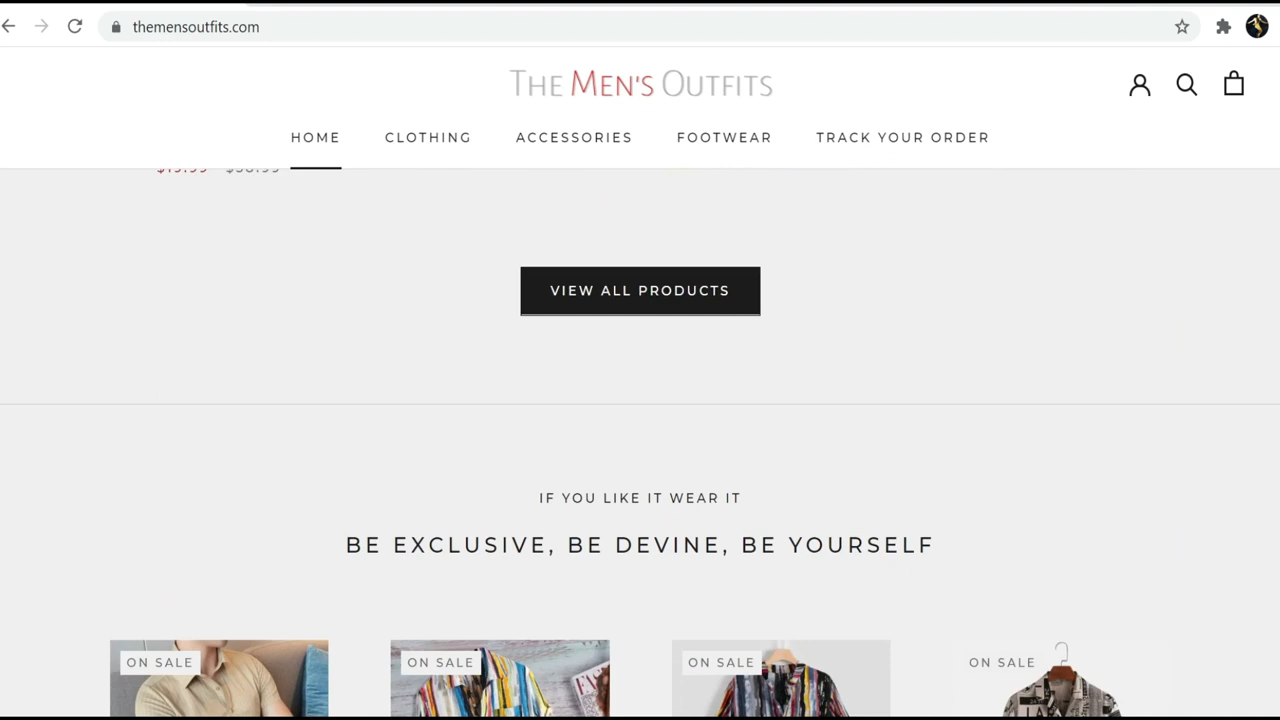 themensoutfits.com
THE MEN'S OUTFITS
HOME CLOTHING ACCESSORIES FOOTWEAR TRACK YOUR ORDER
VIEW ALL PRODUCTS
IF YOU LIKE IT WEAR IT
BE EXCLUSIVE, BE DEVINE, BE YOURSELF
ON SALE ON SALE ON SALE ON SALE